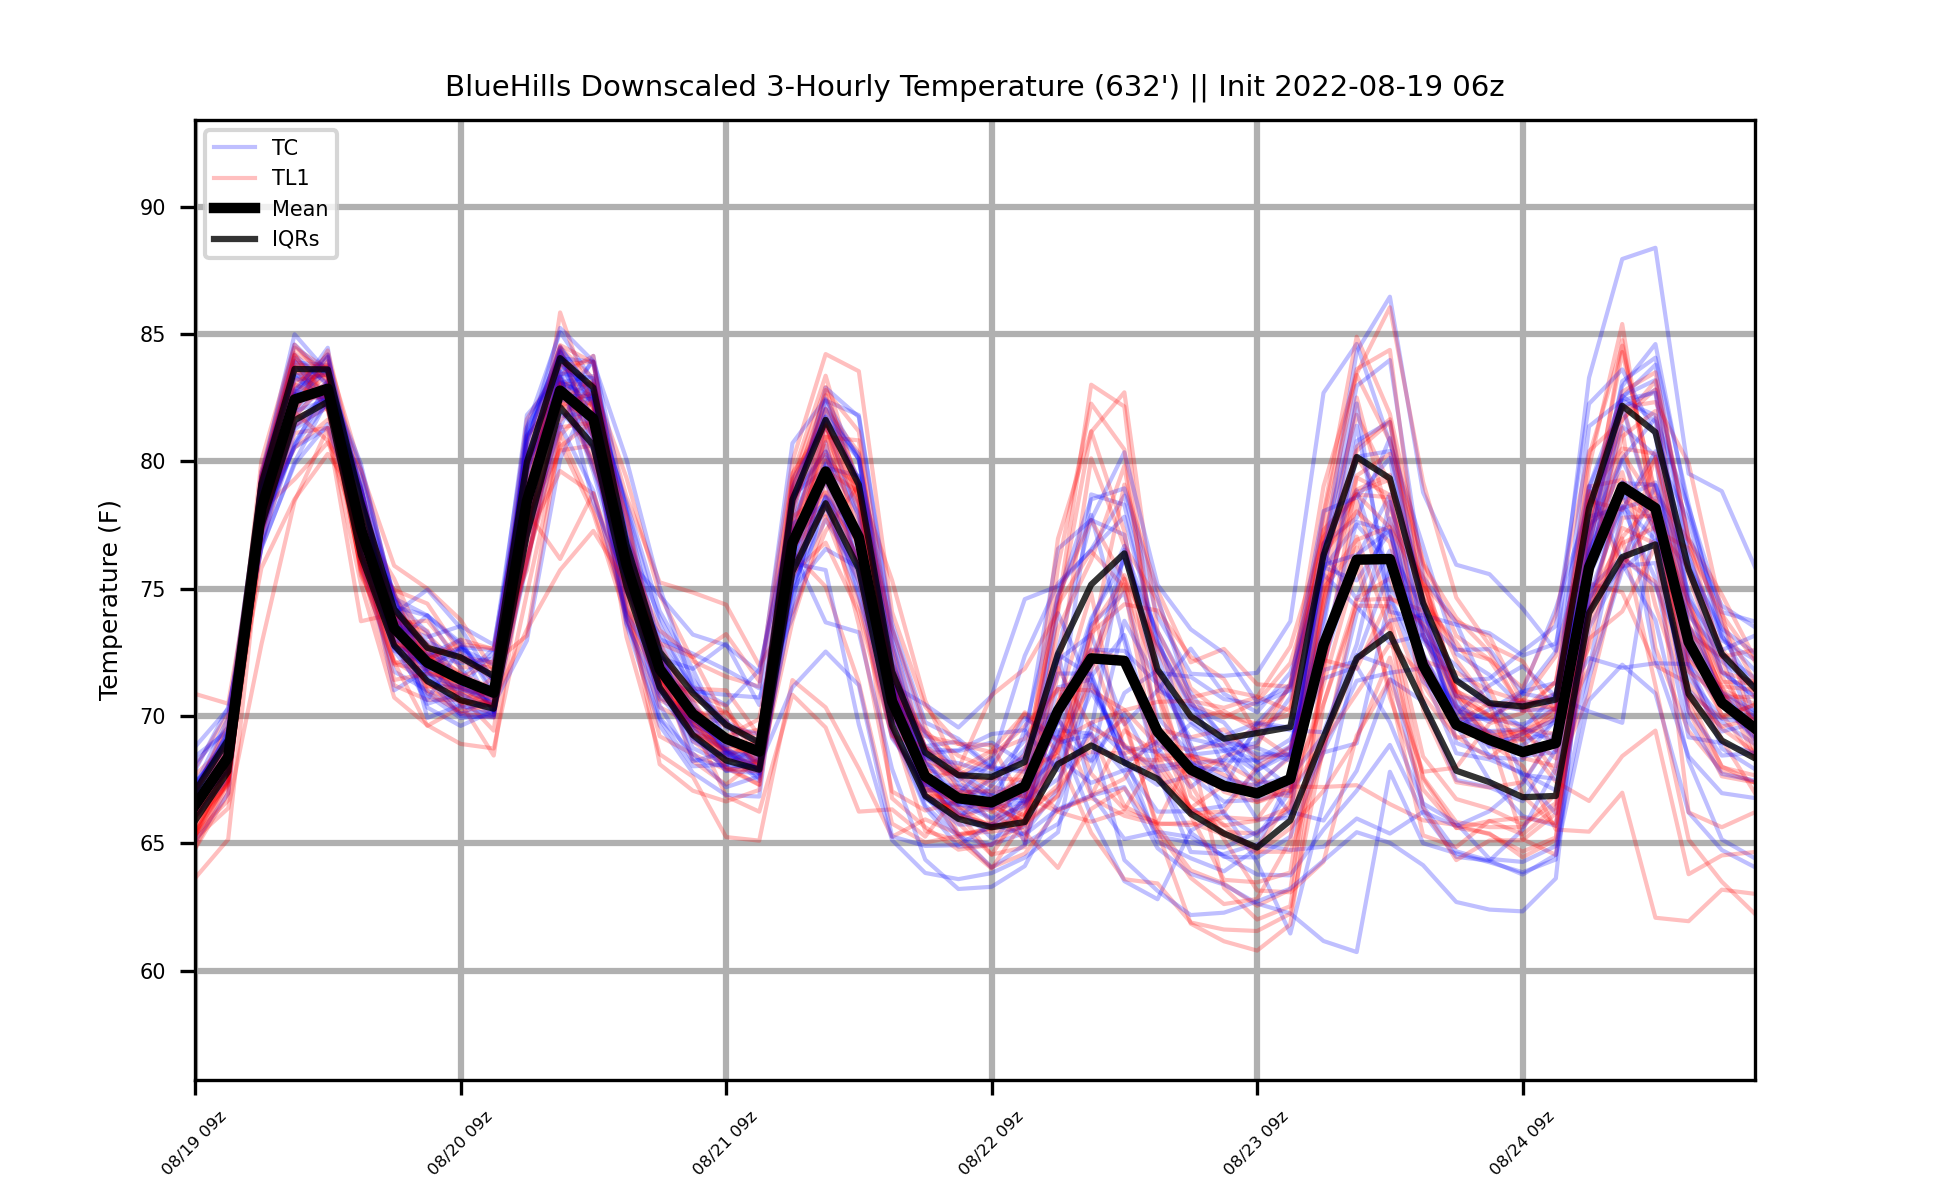 BlueHills Downscaled 3-Hourly Temperature (632') || Init 2022-08-19 06z
TC
TL1
Mean
IQRs
Temperature (F)
90
85
80
75
70
65
60
08/19 09z
08/20 09z
08/21 09z
08/22 09z
08/23 09z
08/24 09z